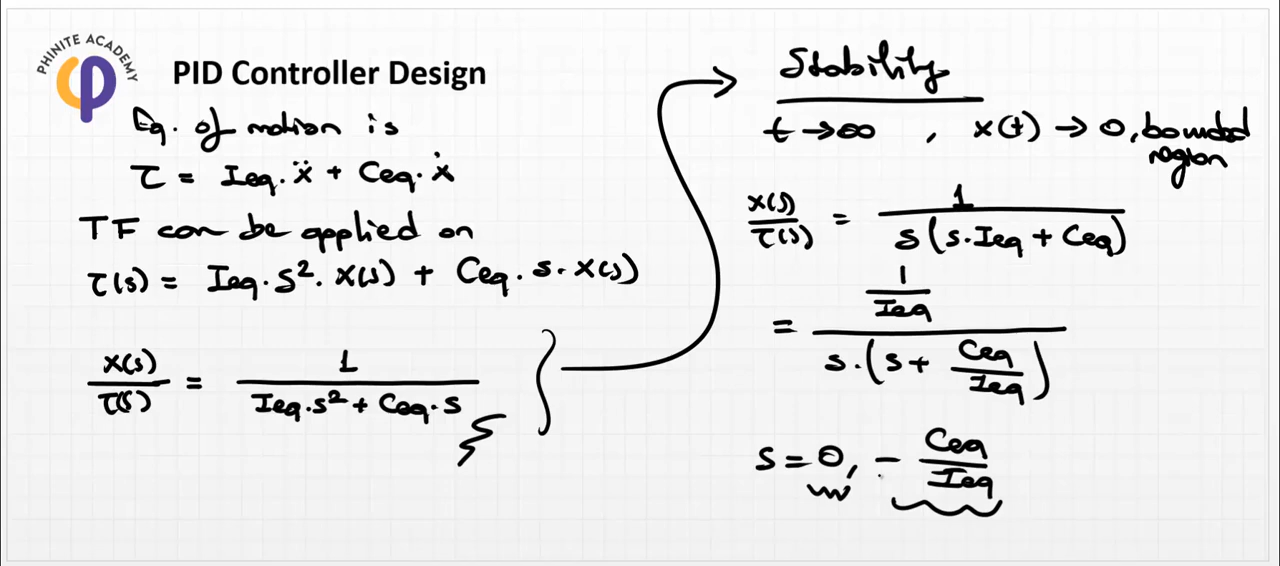 PHINITE ACADEMY
PID Controller Design
Eq. of motion is
τ = Ieq.ẍ + Ceq.ẋ
TF can be applied on
τ(s) = Ieq.s². x(s) + Ceq. s. x(s)
x(s)/τ(s) = 1/(Ieq.s² + Ceq.s)
Stability
t → ∞ , x(t) → 0, bounded
region
x(s)/τ(s) = 1/(s(s.Ieq + Ceq))
= (1/Ieq)/(s.(s + Ceq/Ieq))
s = 0, - Ceq/Ieq